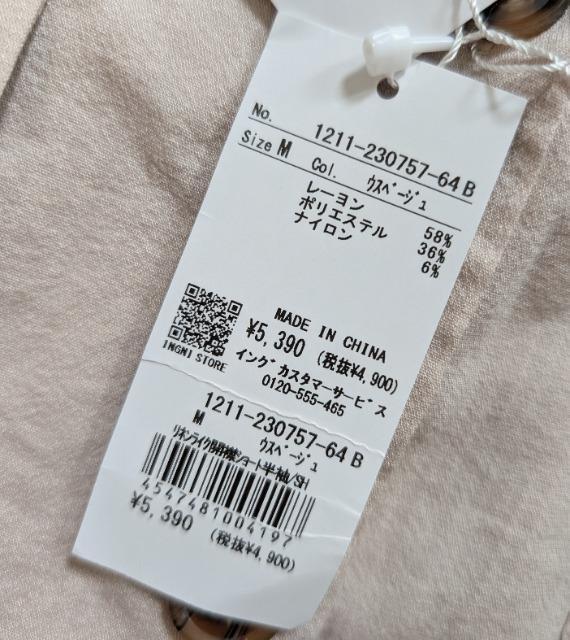 No. 1211-230757-64 B
Size M Col. ウスベージュ
レーヨン 58%
ポリエステル 36%
ナイロン 6%
MADE IN CHINA
¥5,390 (税抜¥4,900)
INGNI STORE
イングカスタマーサービス
0120-555-465
1211-230757-64 B
M ウスベージュ
半袖/SH
4547481004197
¥5,390
(税抜¥4,900)